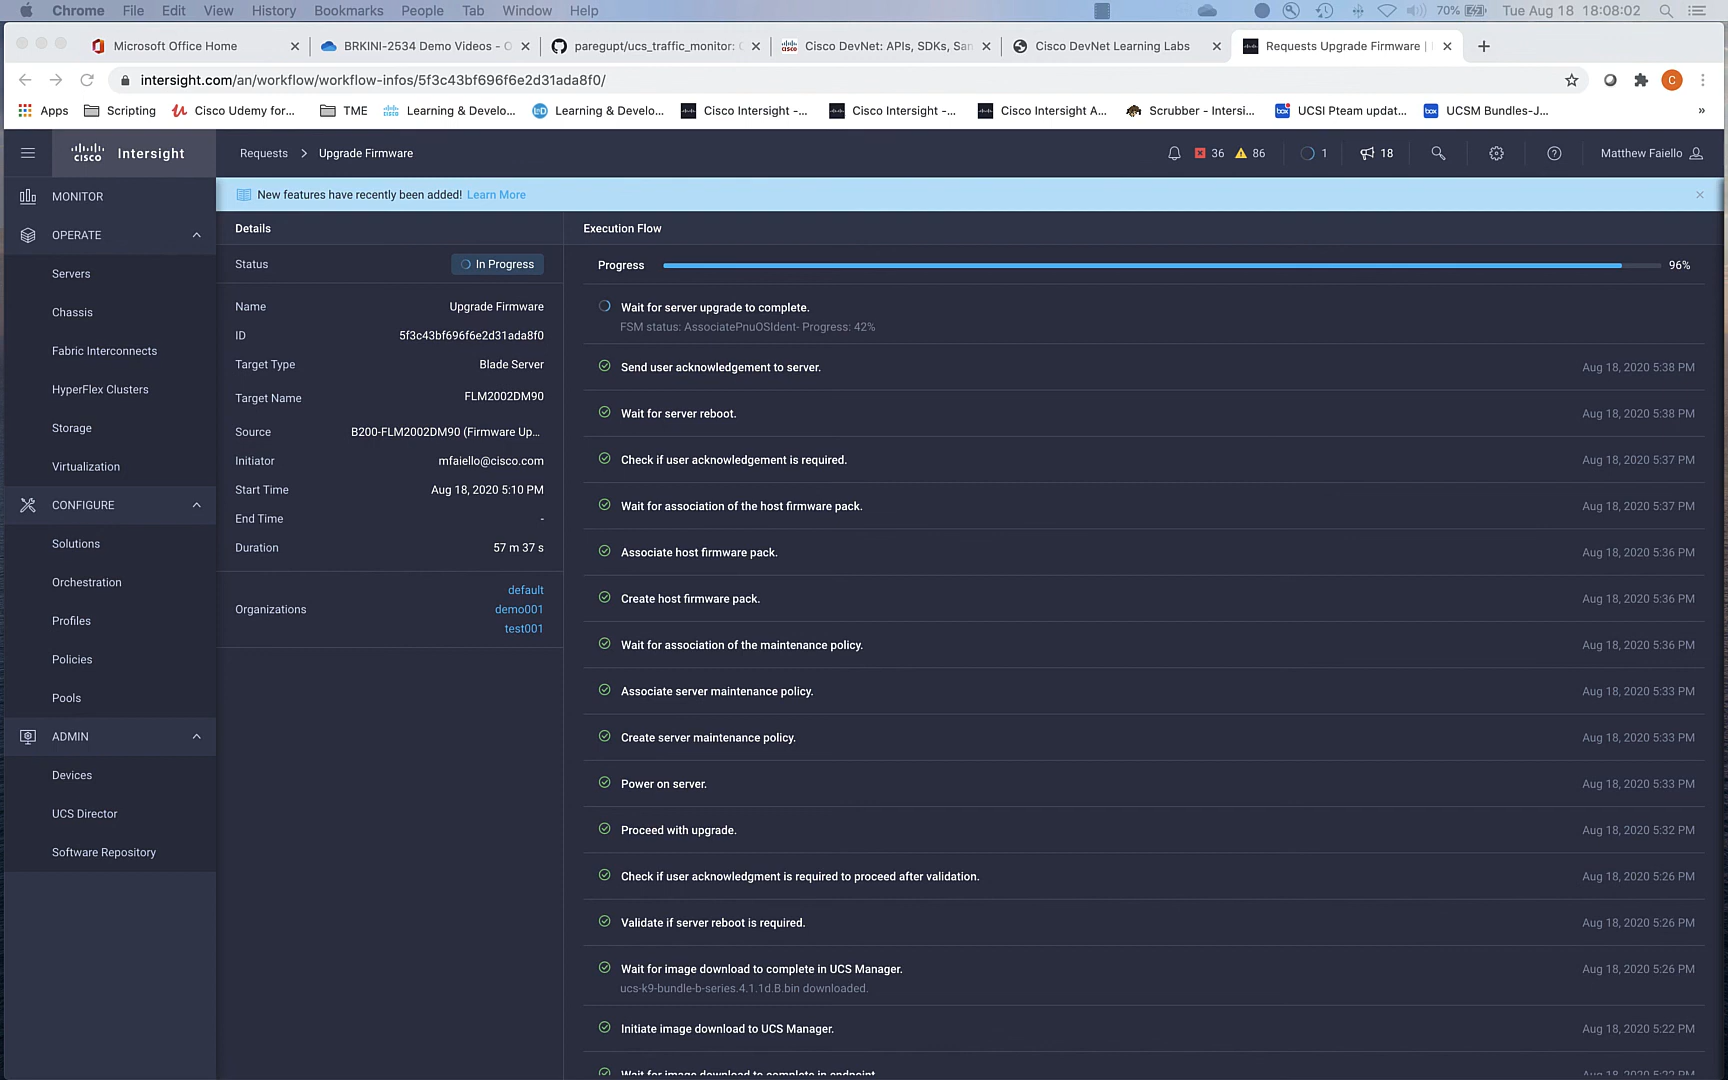 Chrome File Edit View History Bookmarks People Tab Window Help 70% Tue Aug 18 18:08:02
Microsoft Office Home BRKINI-2534 Demo Videos - O paregupt/ucs_traffic_monitor: Cisco DevNet: APIs, SDKs, San Cisco DevNet Learning Labs Requests Upgrade Firmware |
intersight.com/an/workflow/workflow-infos/5f3c43bf696f6e2d31ada8f0/ C
Apps Scripting Cisco Udemy for... TME Learning & Develo... Learning & Develo... Cisco Intersight -... Cisco Intersight -... Cisco Intersight A... Scrubber - Intersi... UCSI Pteam updat... UCSM Bundles-J... »
CISCO Intersight Requests > Upgrade Firmware 36 86 1 18 Matthew Faiello
New features have recently been added! Learn More
MONITOR
OPERATE
Servers
Chassis
Fabric Interconnects
HyperFlex Clusters
Storage
Virtualization
CONFIGURE
Solutions
Orchestration
Profiles
Policies
Pools
ADMIN
Devices
UCS Director
Software Repository
Details
Status In Progress
Name Upgrade Firmware
ID 5f3c43bf696f6e2d31ada8f0
Target Type Blade Server
Target Name FLM2002DM90
Source B200-FLM2002DM90 (Firmware Up...
Initiator mfaiello@cisco.com
Start Time Aug 18, 2020 5:10 PM
End Time -
Duration 57 m 37 s
Organizations default
demo001
test001
Execution Flow
Progress 96%
Wait for server upgrade to complete.
FSM status: AssociatePnuOSIdent- Progress: 42%
Send user acknowledgement to server. Aug 18, 2020 5:38 PM
Wait for server reboot. Aug 18, 2020 5:38 PM
Check if user acknowledgement is required. Aug 18, 2020 5:37 PM
Wait for association of the host firmware pack. Aug 18, 2020 5:37 PM
Associate host firmware pack. Aug 18, 2020 5:36 PM
Create host firmware pack. Aug 18, 2020 5:36 PM
Wait for association of the maintenance policy. Aug 18, 2020 5:36 PM
Associate server maintenance policy. Aug 18, 2020 5:33 PM
Create server maintenance policy. Aug 18, 2020 5:33 PM
Power on server. Aug 18, 2020 5:33 PM
Proceed with upgrade. Aug 18, 2020 5:32 PM
Check if user acknowledgment is required to proceed after validation. Aug 18, 2020 5:26 PM
Validate if server reboot is required. Aug 18, 2020 5:26 PM
Wait for image download to complete in UCS Manager. Aug 18, 2020 5:26 PM
ucs-k9-bundle-b-series.4.1.1d.B.bin downloaded.
Initiate image download to UCS Manager. Aug 18, 2020 5:22 PM
Wait for image download to complete in endpoint. Aug 18, 2020 5:22 PM